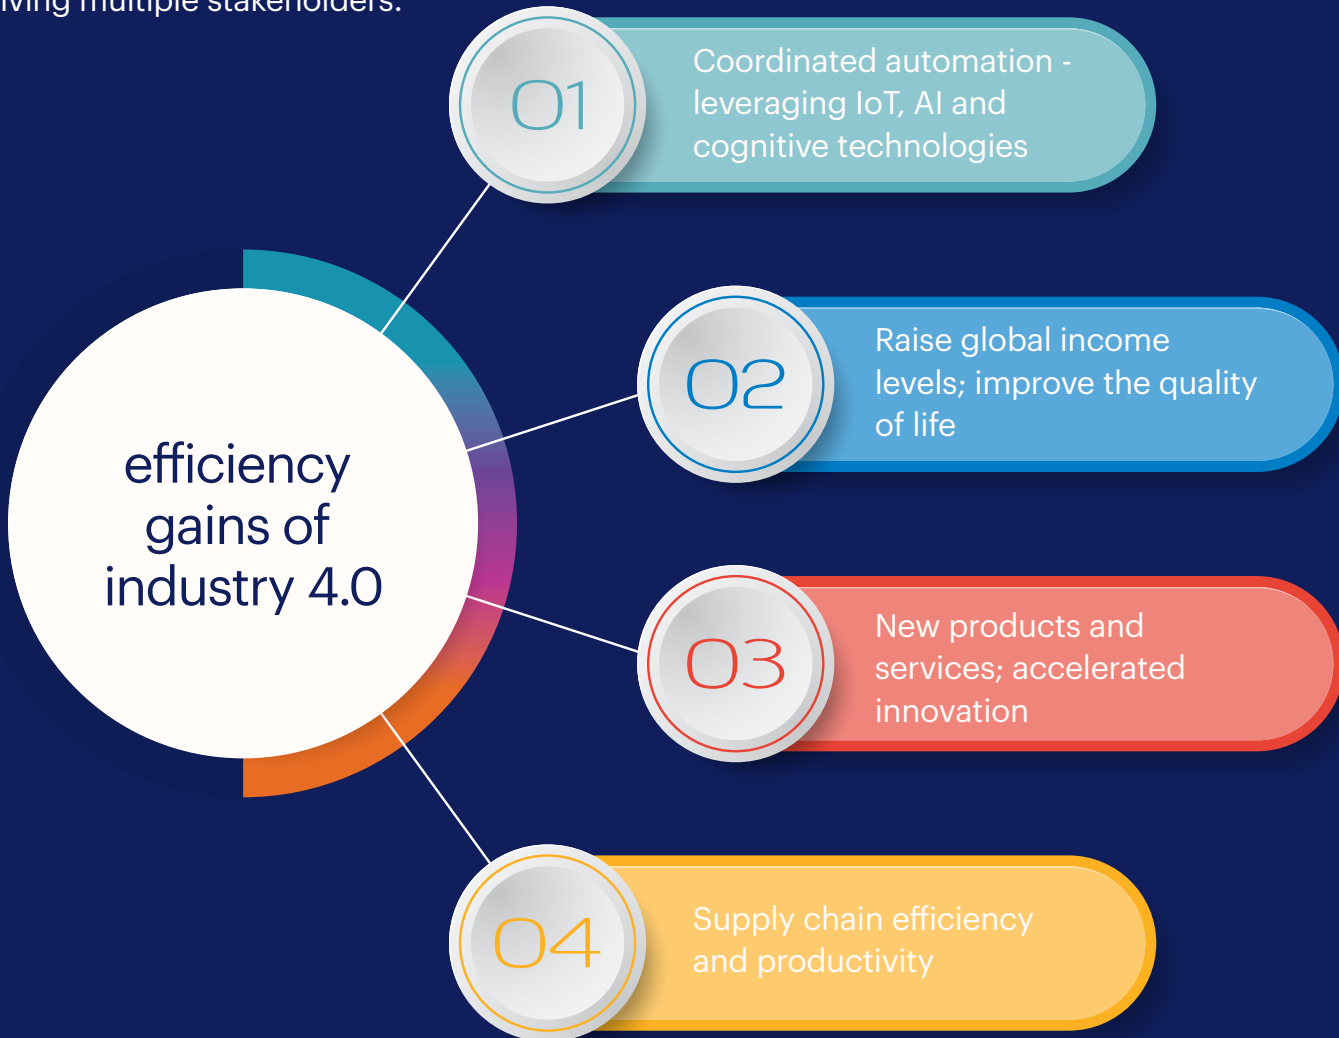 multiple stakeholders.
01
Coordinated automation -
leveraging IoT, AI and
cognitive technologies
02
Raise global income
levels; improve the quality
of life
efficiency
gains of
industry 4.0
03
New products and
services; accelerated
innovation
04
Supply chain efficiency
and productivity